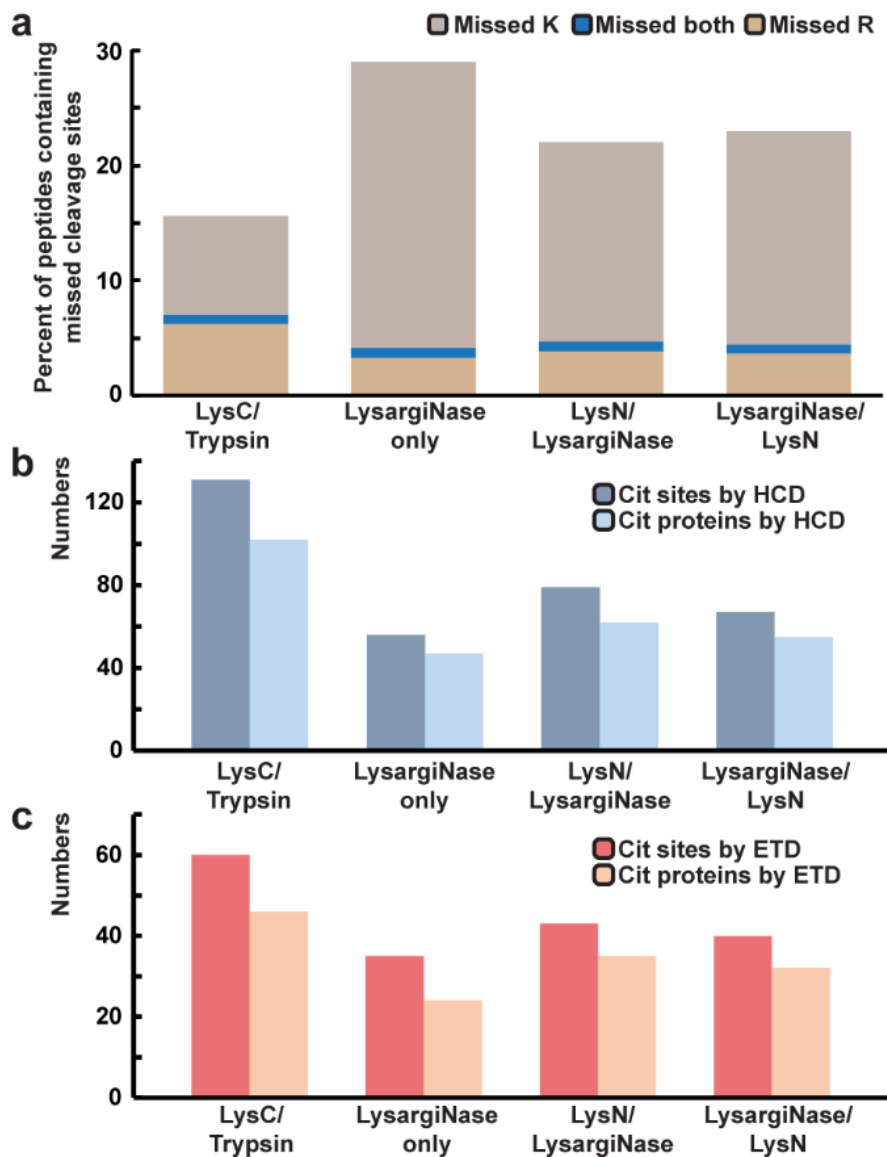 a
Missed K Missed both Missed R
Percent of peptides containing
missed cleavage sites
30
20
10
0
LysC/
Trypsin
LysargiNase
only
LysN/
LysargiNase
LysargiNase/
LysN
b
Cit sites by HCD
Cit proteins by HCD
Numbers
120
80
40
0
LysC/
Trypsin
LysargiNase
only
LysN/
LysargiNase
LysargiNase/
LysN
c
Cit sites by ETD
Cit proteins by ETD
Numbers
60
40
20
0
LysC/
Trypsin
LysargiNase
only
LysN/
LysargiNase
LysargiNase/
LysN